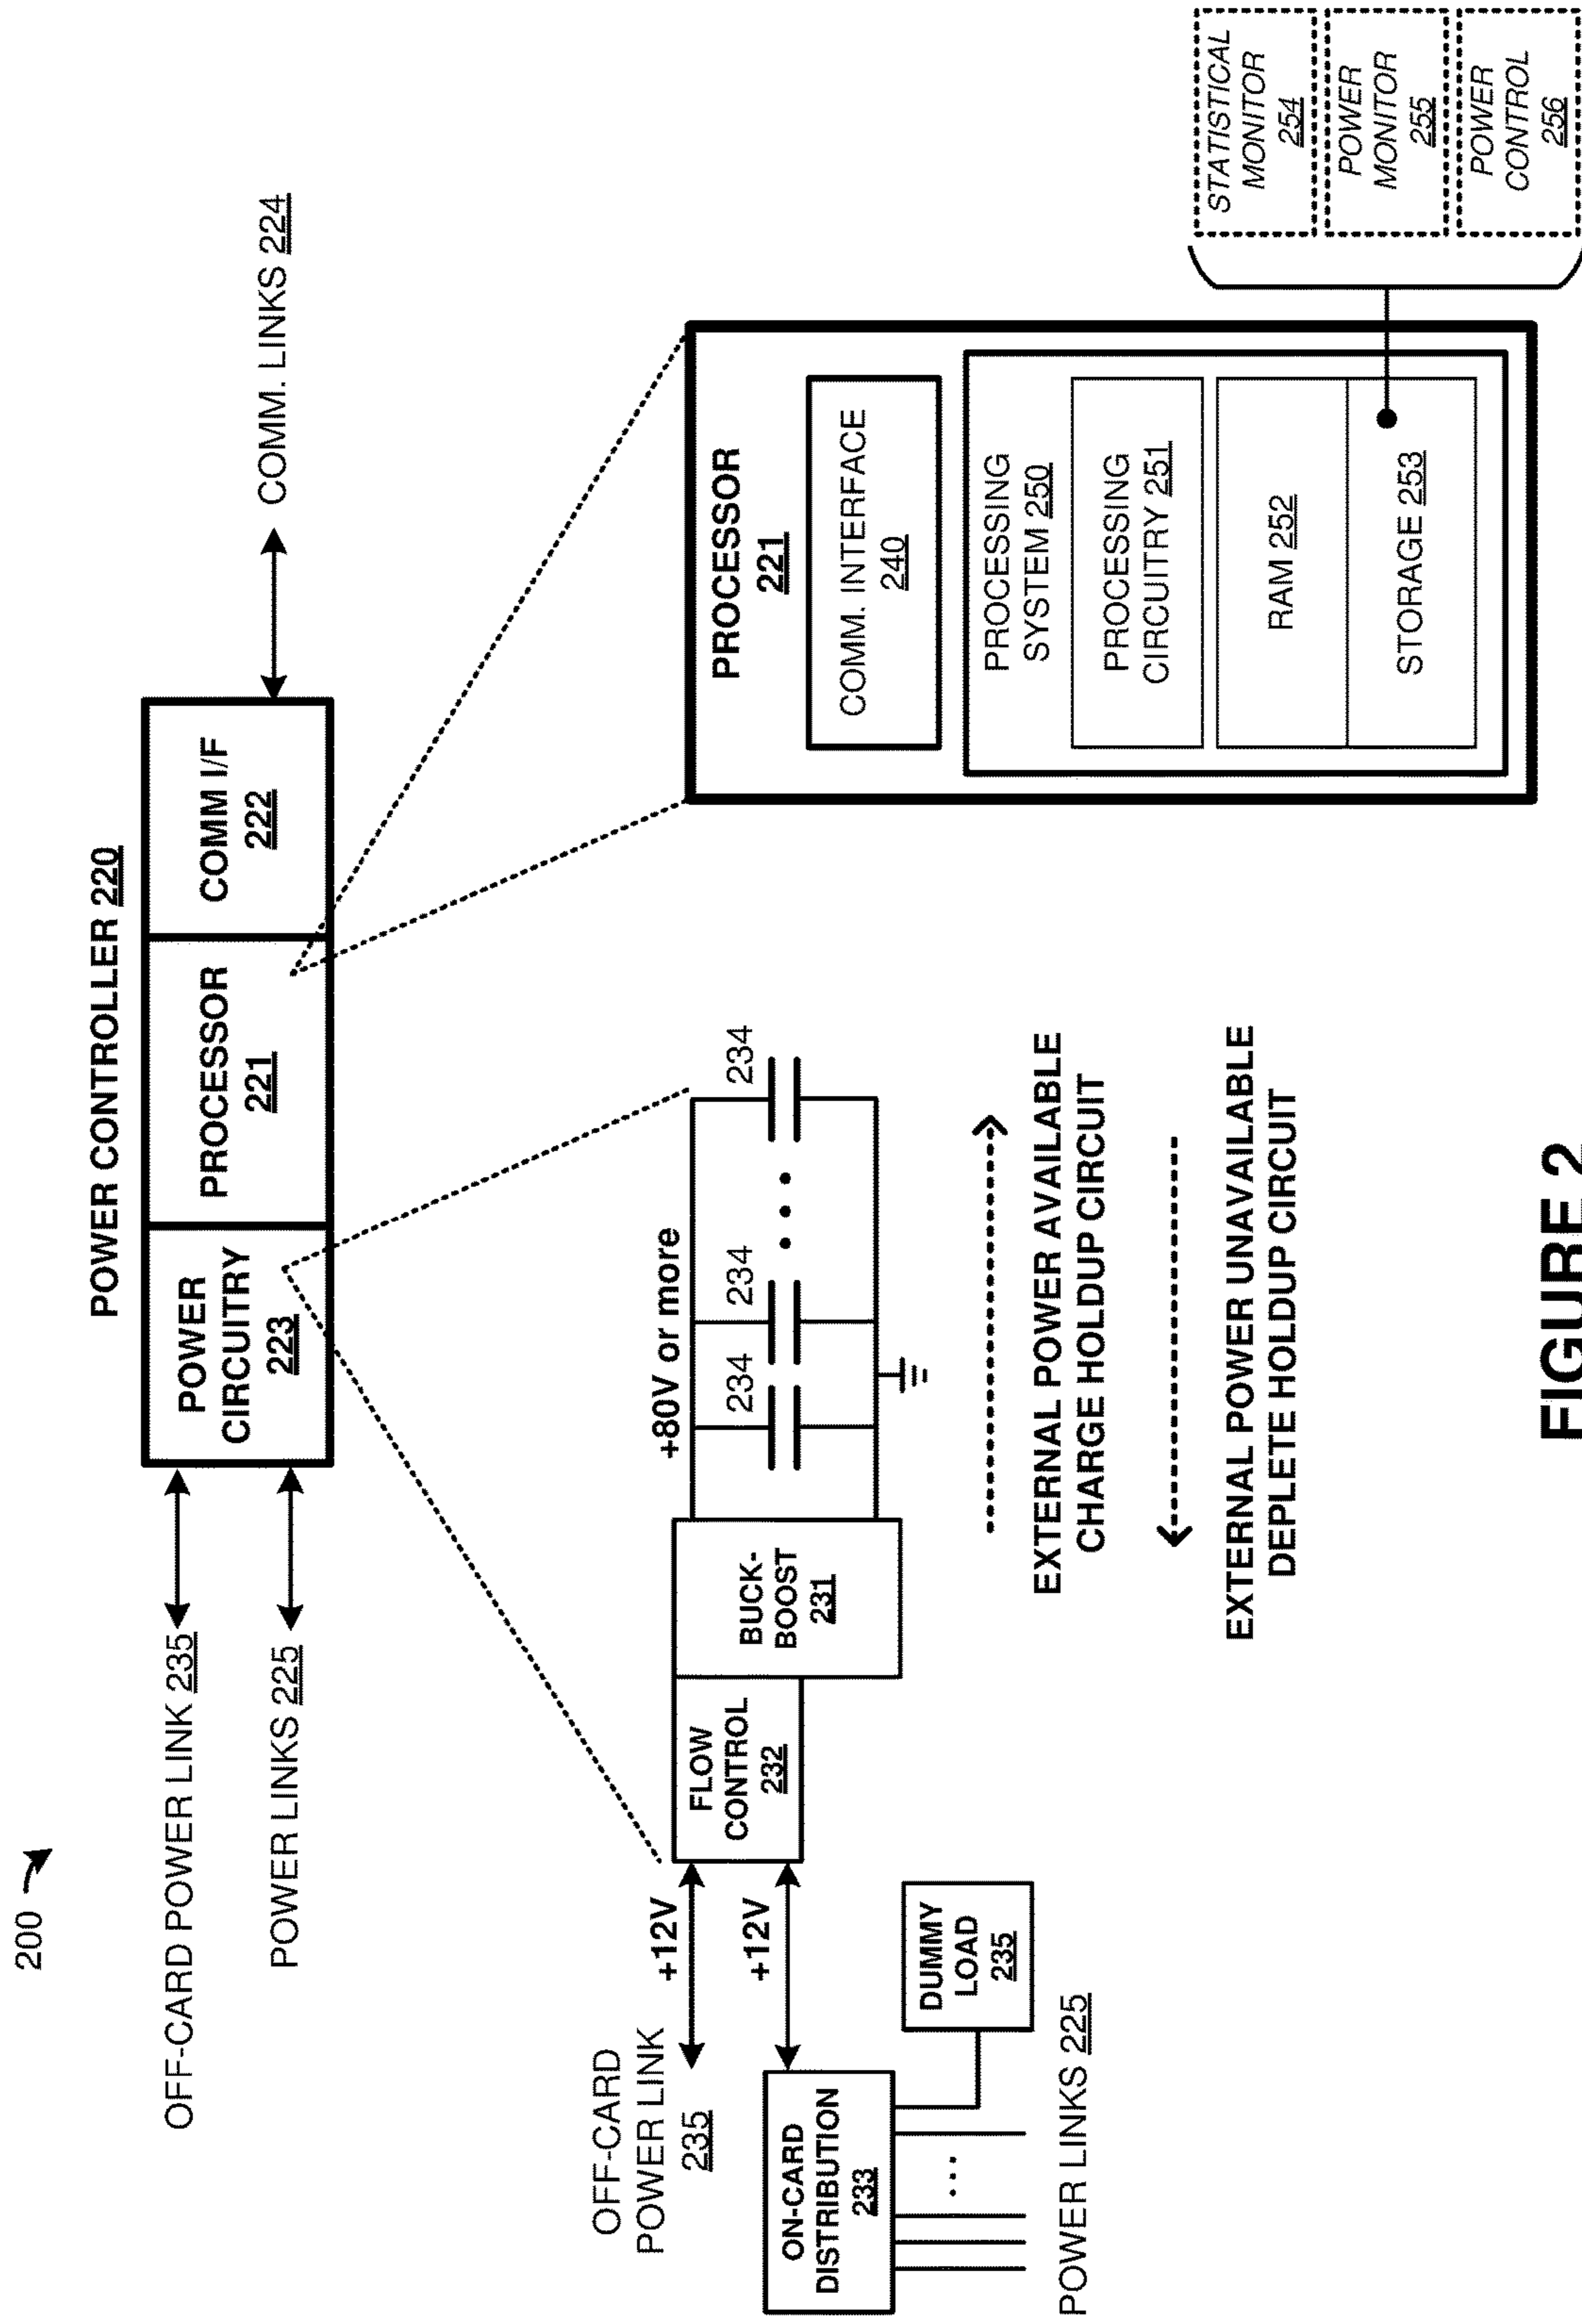 200
POWER CONTROLLER 220
OFF-CARD POWER LINK 235
POWER LINKS 225
POWER
CIRCUITRY
223
PROCESSOR
221
COMM I/F
222
COMM. LINKS 224
OFF-CARD
POWER LINK
235
+12V
+12V
ON-CARD
DISTRIBUTION
233
POWER LINKS 225
DUMMY
LOAD
235
FLOW
CONTROL
232
BUCK-
BOOST
231
+80V or more
234
234
234
EXTERNAL POWER AVAILABLE
CHARGE HOLDUP CIRCUIT
EXTERNAL POWER UNAVAILABLE
DEPLETE HOLDUP CIRCUIT
PROCESSOR
221
COMM. INTERFACE
240
PROCESSING
SYSTEM 250
PROCESSING
CIRCUITRY 251
RAM 252
STORAGE 253
STATISTICAL
MONITOR
254
POWER
MONITOR
255
POWER
CONTROL
256
FIGURE 2